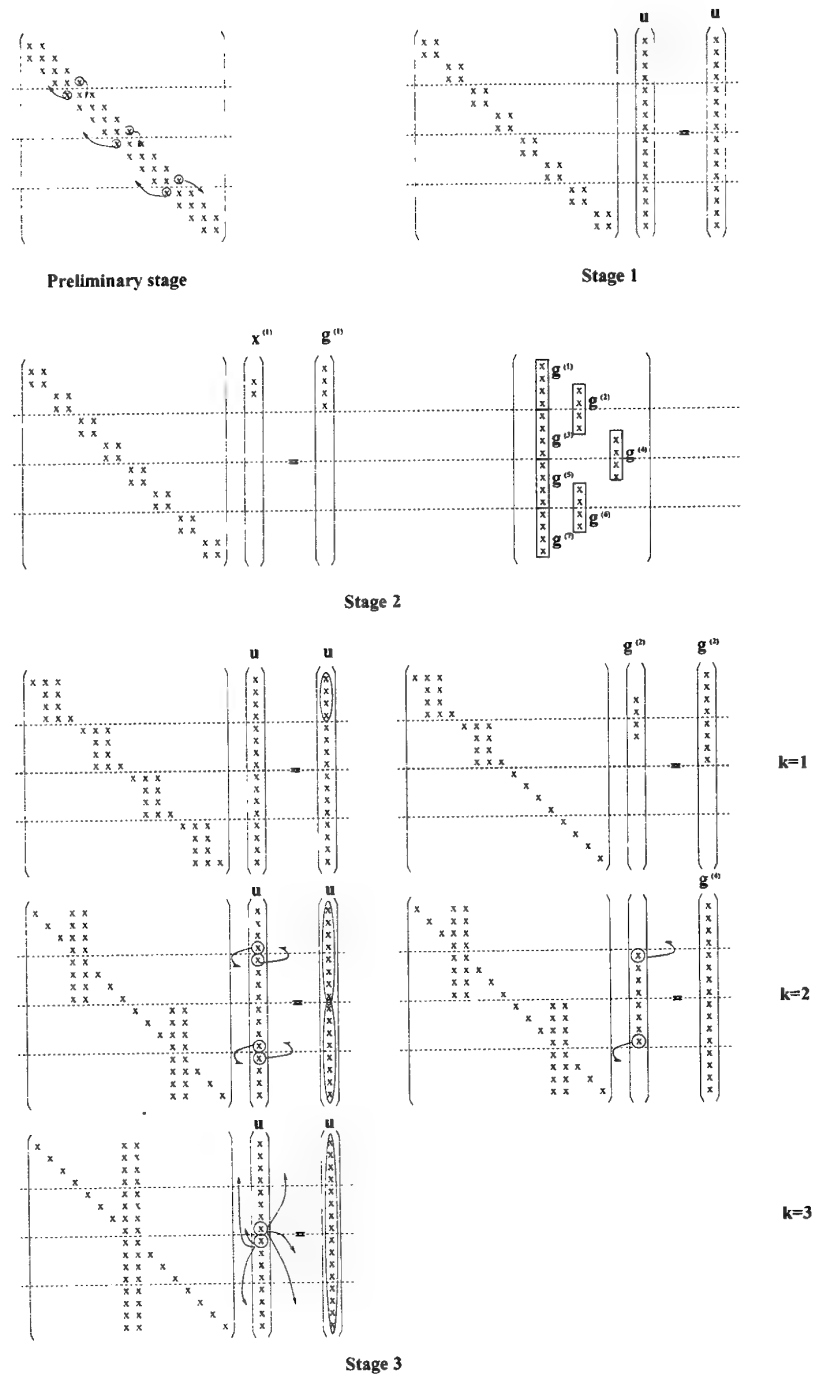 u u
Preliminary stage
Stage 1
x (1) g (1)
=
g (1)
g (2)
g (3)
g (4)
g (5)
g (6)
g (7)
Stage 2
u u
=
g (2) g (2)
=
k=1
u u
=
g (4)
=
k=2
u u
=
k=3
Stage 3